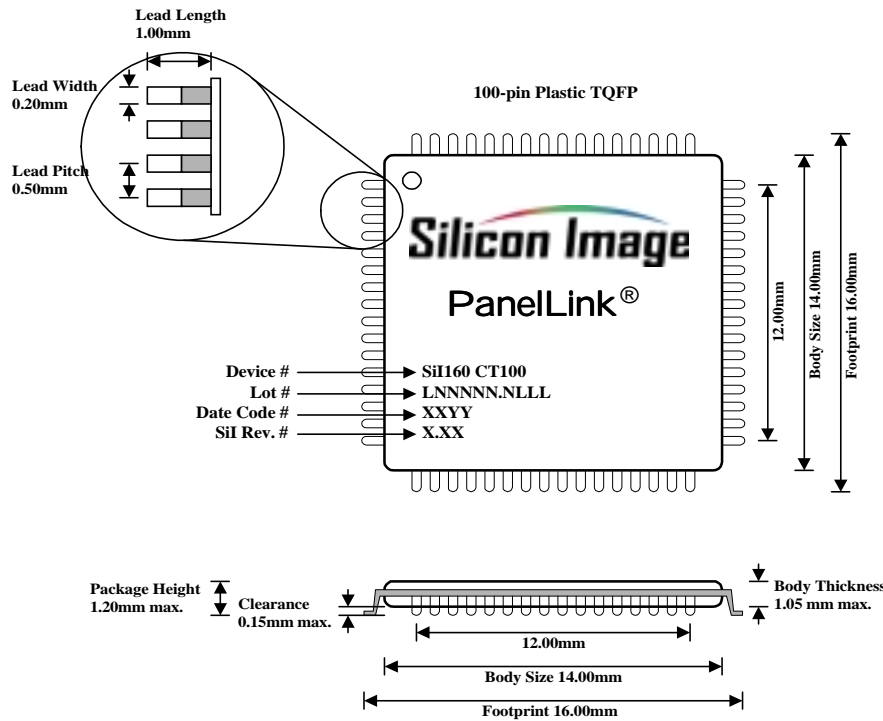 Lead Length
1.00mm
Lead Width
0.20mm
Lead Pitch
0.50mm
100-pin Plastic TQFP
Silicon Image
PanelLink®
Device #
SiI160 CT100
Lot #
LNNNNN.NLLL
Date Code #
XXYY
SiI Rev. #
X.XX
12.00mm
Body Size 14.00mm
Footprint 16.00mm
Package Height
1.20mm max.
Clearance
0.15mm max.
Body Thickness
1.05 mm max.
12.00mm
Body Size 14.00mm
Footprint 16.00mm